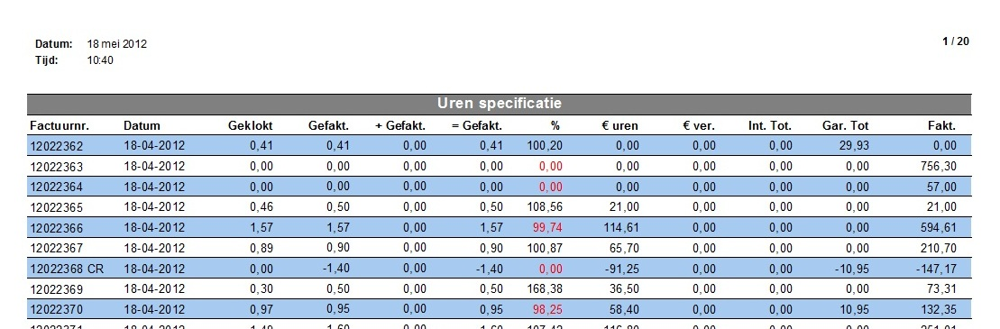 Datum: 18 mei 2012 1 / 20
Tijd: 10:40
Uren specificatie
Factuurnr. Datum Geklokt Gefakt. + Gefakt. = Gefakt. % € uren € ver. Int. Tot. Gar. Tot Fakt.
12022362 18-04-2012 0,41 0,41 0,00 0,41 100,20 0,00 0,00 0,00 29,93 0,00
12022363 18-04-2012 0,00 0,00 0,00 0,00 0,00 0,00 0,00 0,00 0,00 756,30
12022364 18-04-2012 0,00 0,00 0,00 0,00 0,00 0,00 0,00 0,00 0,00 57,00
12022365 18-04-2012 0,46 0,50 0,00 0,50 108,56 21,00 0,00 0,00 0,00 21,00
12022366 18-04-2012 1,57 1,57 0,00 1,57 99,74 114,61 0,00 0,00 0,00 594,61
12022367 18-04-2012 0,89 0,90 0,00 0,90 100,87 65,70 0,00 0,00 0,00 210,70
12022368 CR 18-04-2012 0,00 -1,40 0,00 -1,40 0,00 -91,25 0,00 0,00 -10,95 -147,17
12022369 18-04-2012 0,30 0,50 0,00 0,50 168,38 36,50 0,00 0,00 0,00 73,31
12022370 18-04-2012 0,97 0,95 0,00 0,95 98,25 58,40 0,00 0,00 10,95 132,35